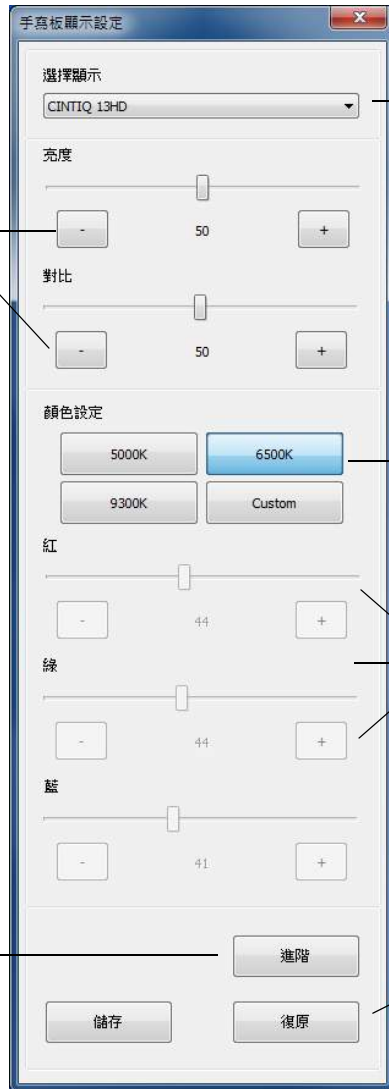 手寫板顯示設定
選擇顯示
CINTIQ 13HD
亮度
- 50 +
對比
- 50 +
顏色設定
5000K 6500K
9300K Custom
紅
- 44 +
綠
- 44 +
藍
- 41 +
進階
儲存 復原